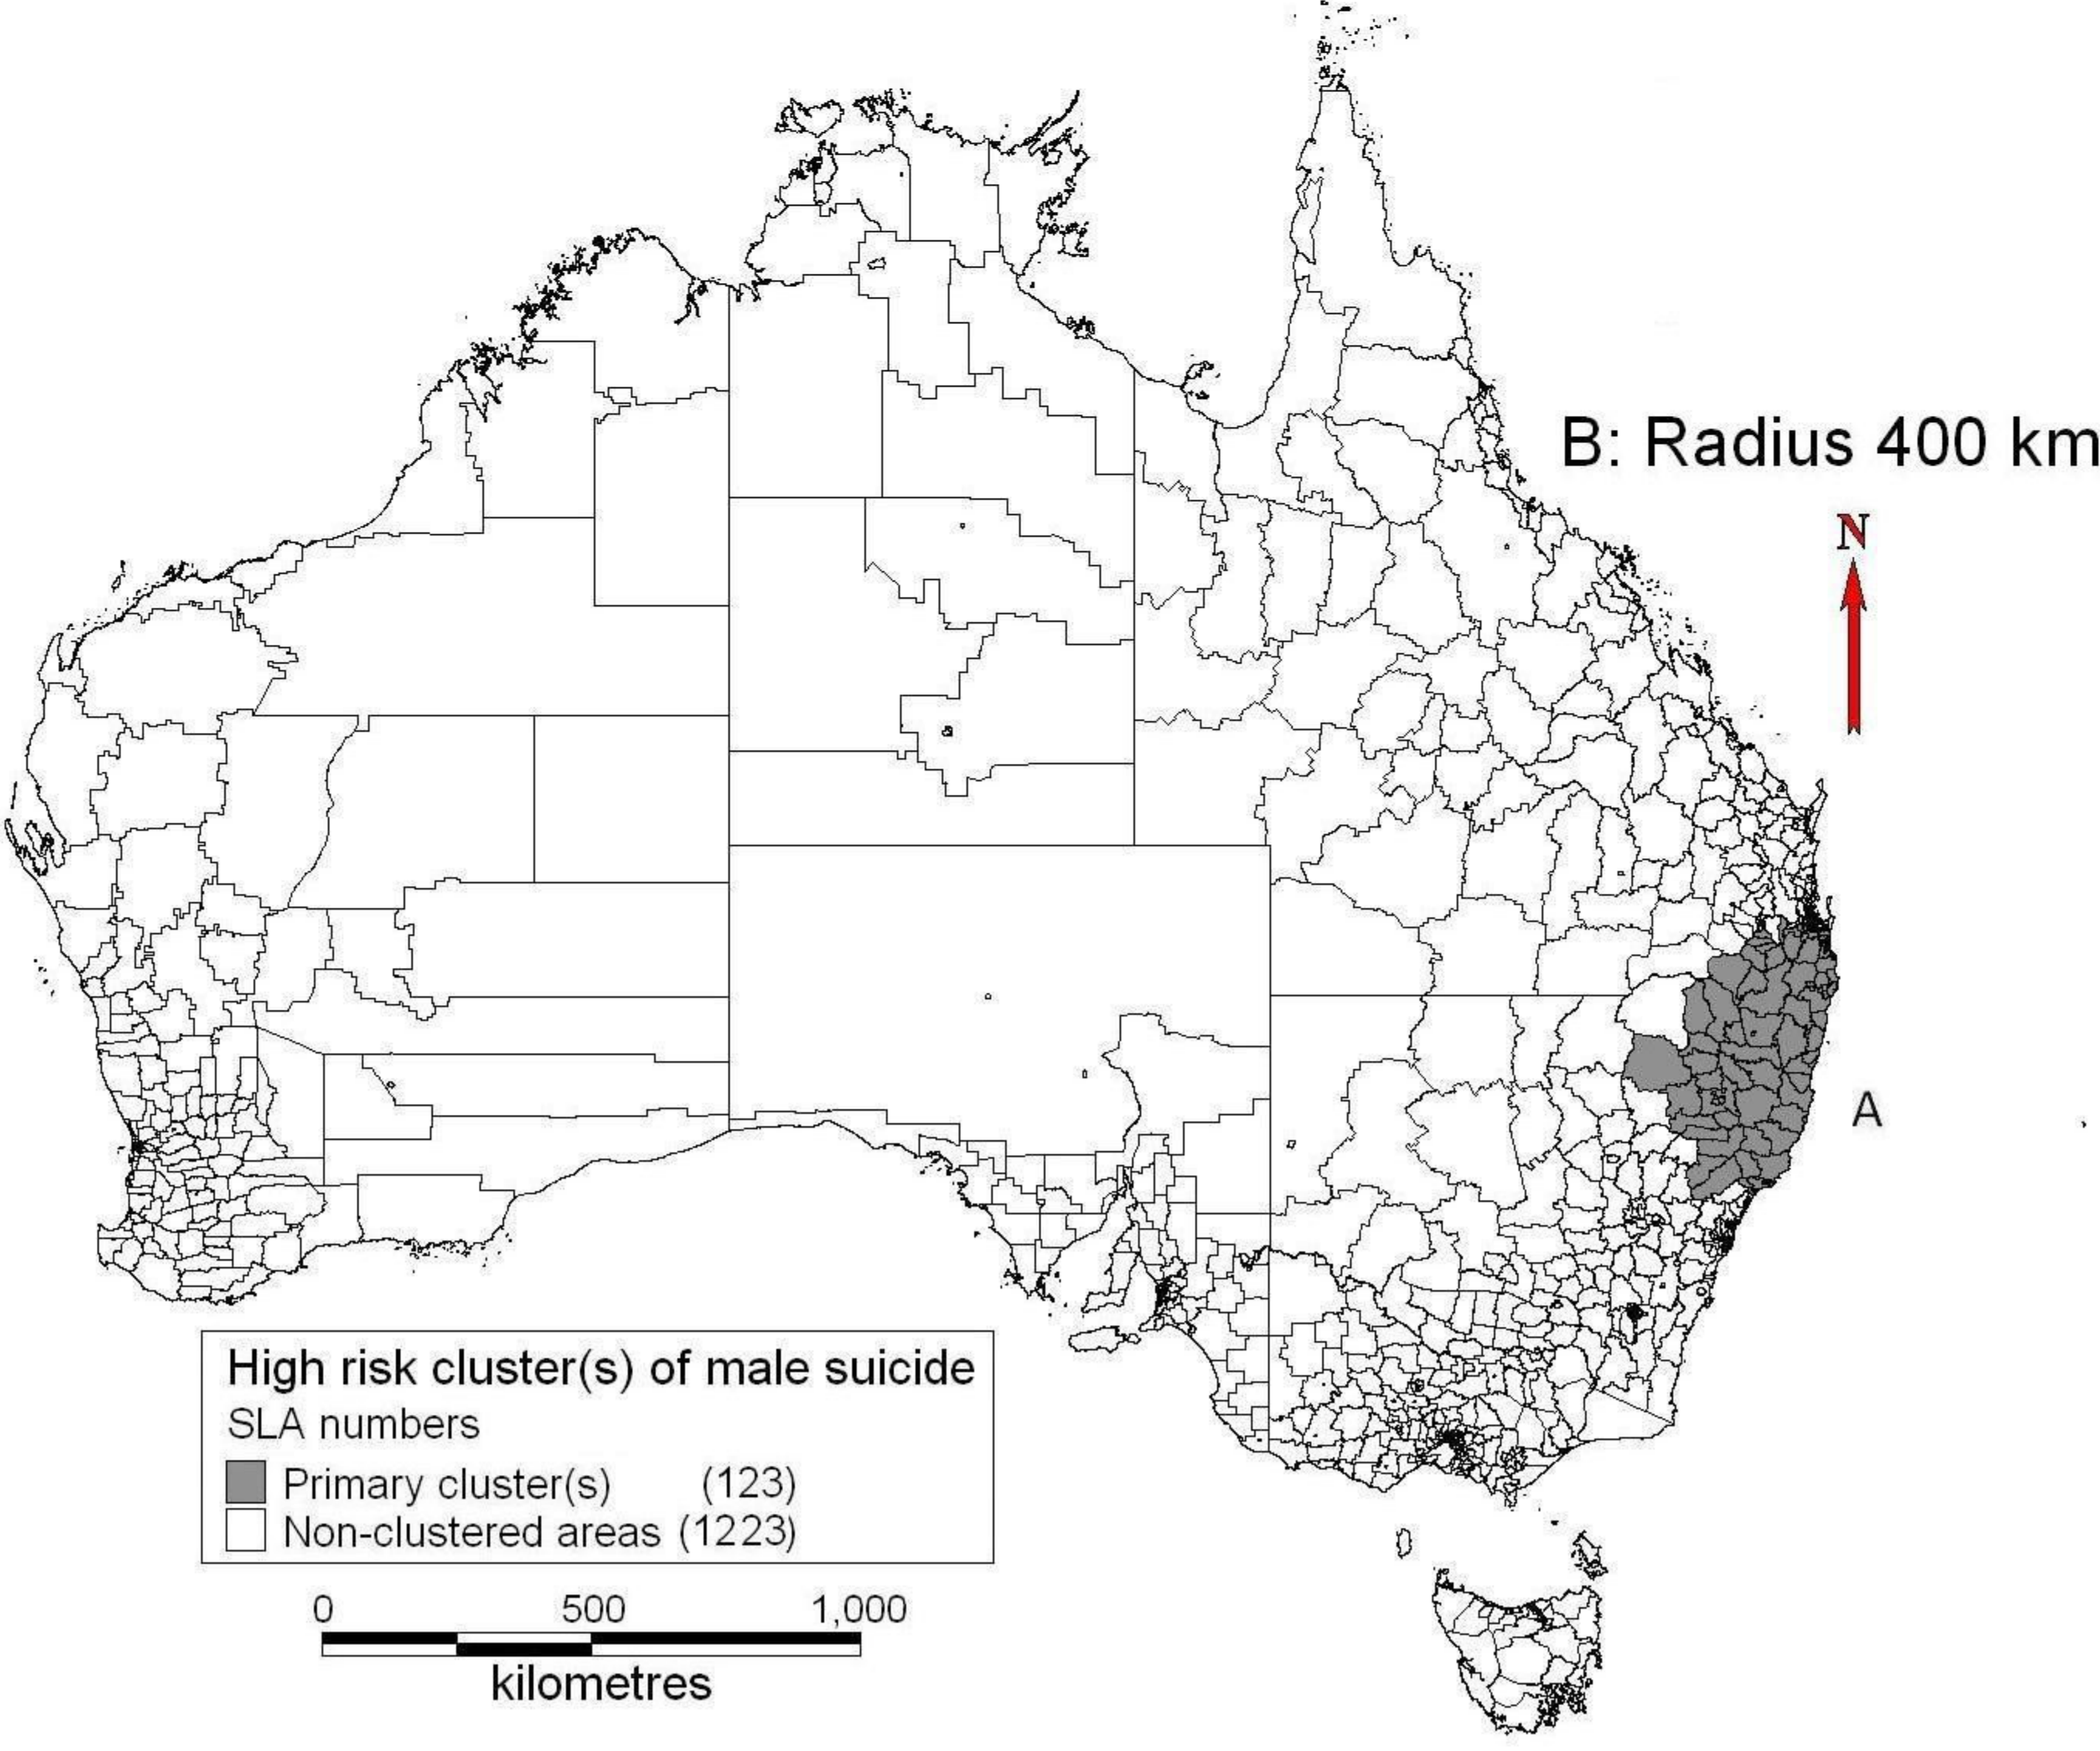 B: Radius 400 km
N
A
High risk cluster(s) of male suicide
SLA numbers
Primary cluster(s) (123)
Non-clustered areas (1223)
0 500 1,000
kilometres